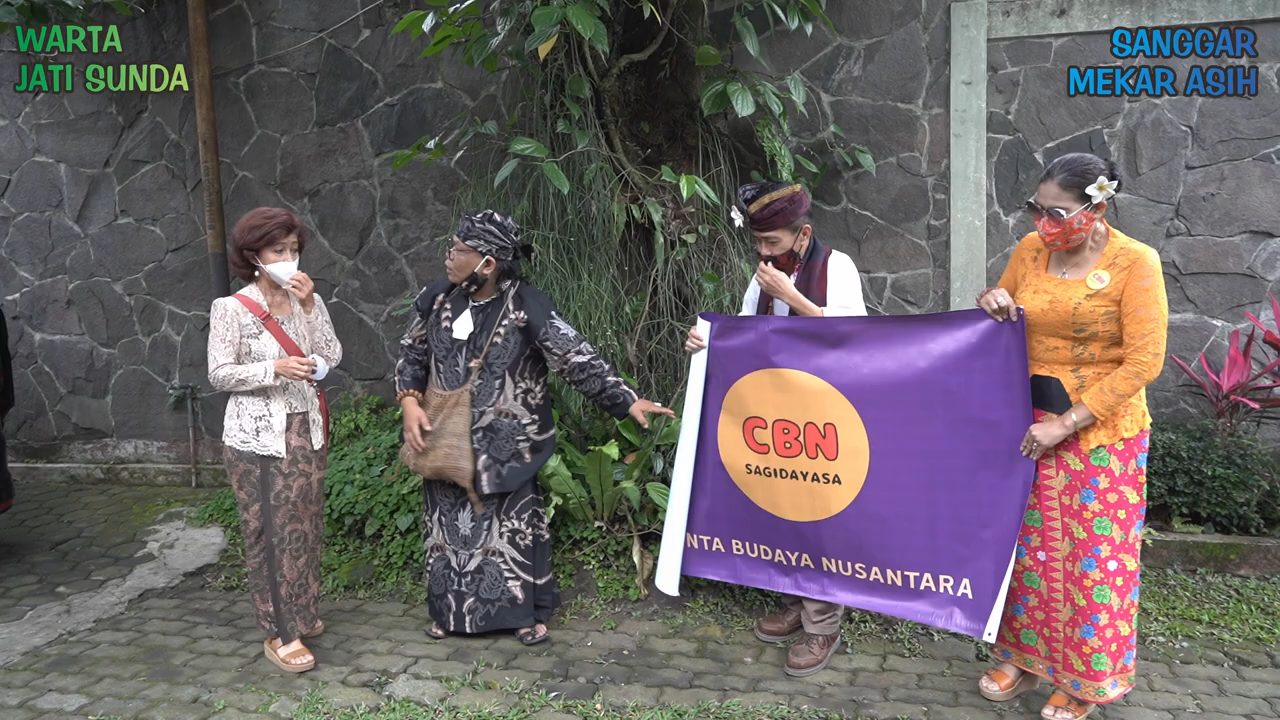 WARTA
JATI SUNDA
SANGGAR
MEKAR ASIH
CBN
SAGIDAYASA
NTA BUDAYA NUSANTARA